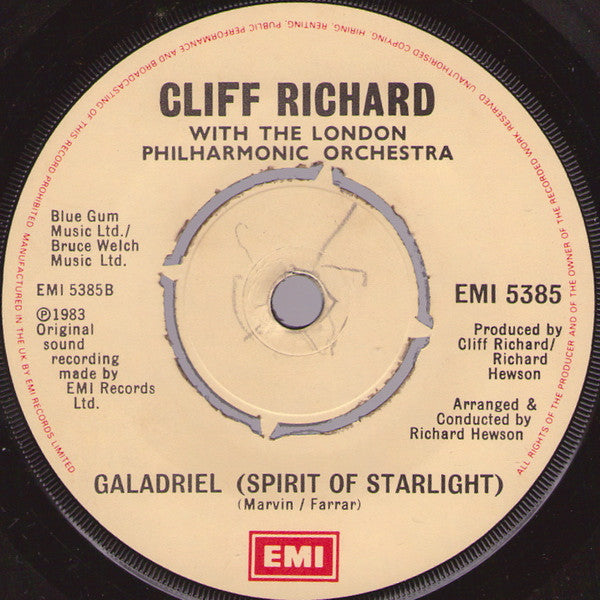 CLIFF RICHARD
WITH THE LONDON
PHILHARMONIC ORCHESTRA
Blue Gum
Music Ltd./
Bruce Welch
Music Ltd.
EMI 5385B
℗1983
Original
sound
recording
made by
EMI Records
Ltd.
EMI 5385
Produced by
Cliff Richard/
Richard
Hewson
Arranged &
Conducted by
Richard Hewson
GALADRIEL (SPIRIT OF STARLIGHT)
(Marvin / Farrar)
EMI
ALL RIGHTS OF THE PRODUCER AND OF THE OWNER OF THE RECORDED WORK RESERVED. UNAUTHORISED COPYING, HIRING, RENTING, PUBLIC PERFORMANCE AND BROADCASTING OF THIS RECORD PROHIBITED. MANUFACTURED IN THE UK BY EMI RECORDS LIMITED